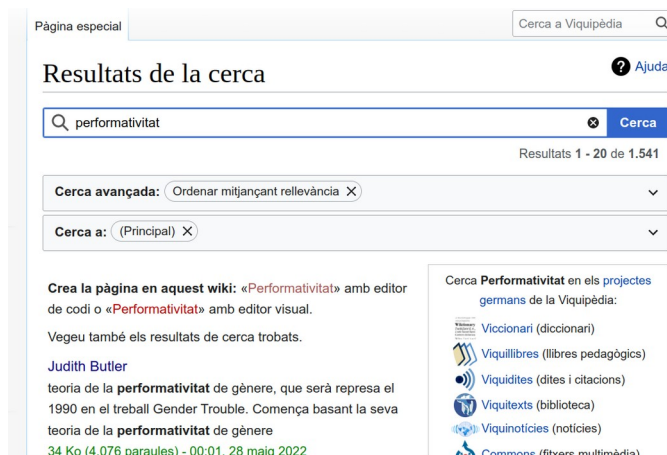 Pàgina especial
Cerca a Viquipèdia
Resultats de la cerca
Ajuda
performativitat
Cerca
Resultats 1 - 20 de 1.541
Cerca avançada: Ordenar mitjançant rellevància
Cerca a: (Principal)
Crea la pàgina en aquest wiki: «Performativitat» amb editor
de codi o «Performativitat» amb editor visual.
Vegeu també els resultats de cerca trobats.
Judith Butler
teoria de la performativitat de gènere, que serà represa el
1990 en el treball Gender Trouble. Comença basant la seva
teoria de la performativitat de gènere
34 Ko (4.076 paraules) - 00:01, 28 maig 2022
Cerca Performativitat en els projectes
germans de la Viquipèdia:
Viccionari (diccionari)
Viquillibres (llibres pedagògics)
Viquidites (dites i citacions)
Viquitexts (biblioteca)
Viquinotícies (notícies)
Commons (fitxers multimèdia)